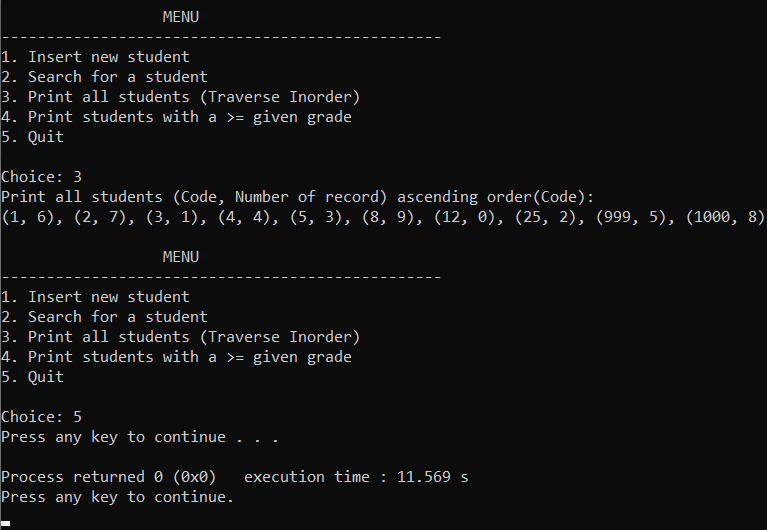 MENU
-------------------------------------------------
1. Insert new student
2. Search for a student
3. Print all students (Traverse Inorder)
4. Print students with a >= given grade
5. Quit
Choice: 3
Print all students (Code, Number of record) ascending order(Code):
(1, 6), (2, 7), (3, 1), (4, 4), (5, 3), (8, 9), (12, 0), (25, 2), (999, 5), (1000, 8)
MENU
-------------------------------------------------
1. Insert new student
2. Search for a student
3. Print all students (Traverse Inorder)
4. Print students with a >= given grade
5. Quit
Choice: 5
Press any key to continue . . .
Process returned 0 (0x0)   execution time : 11.569 s
Press any key to continue.